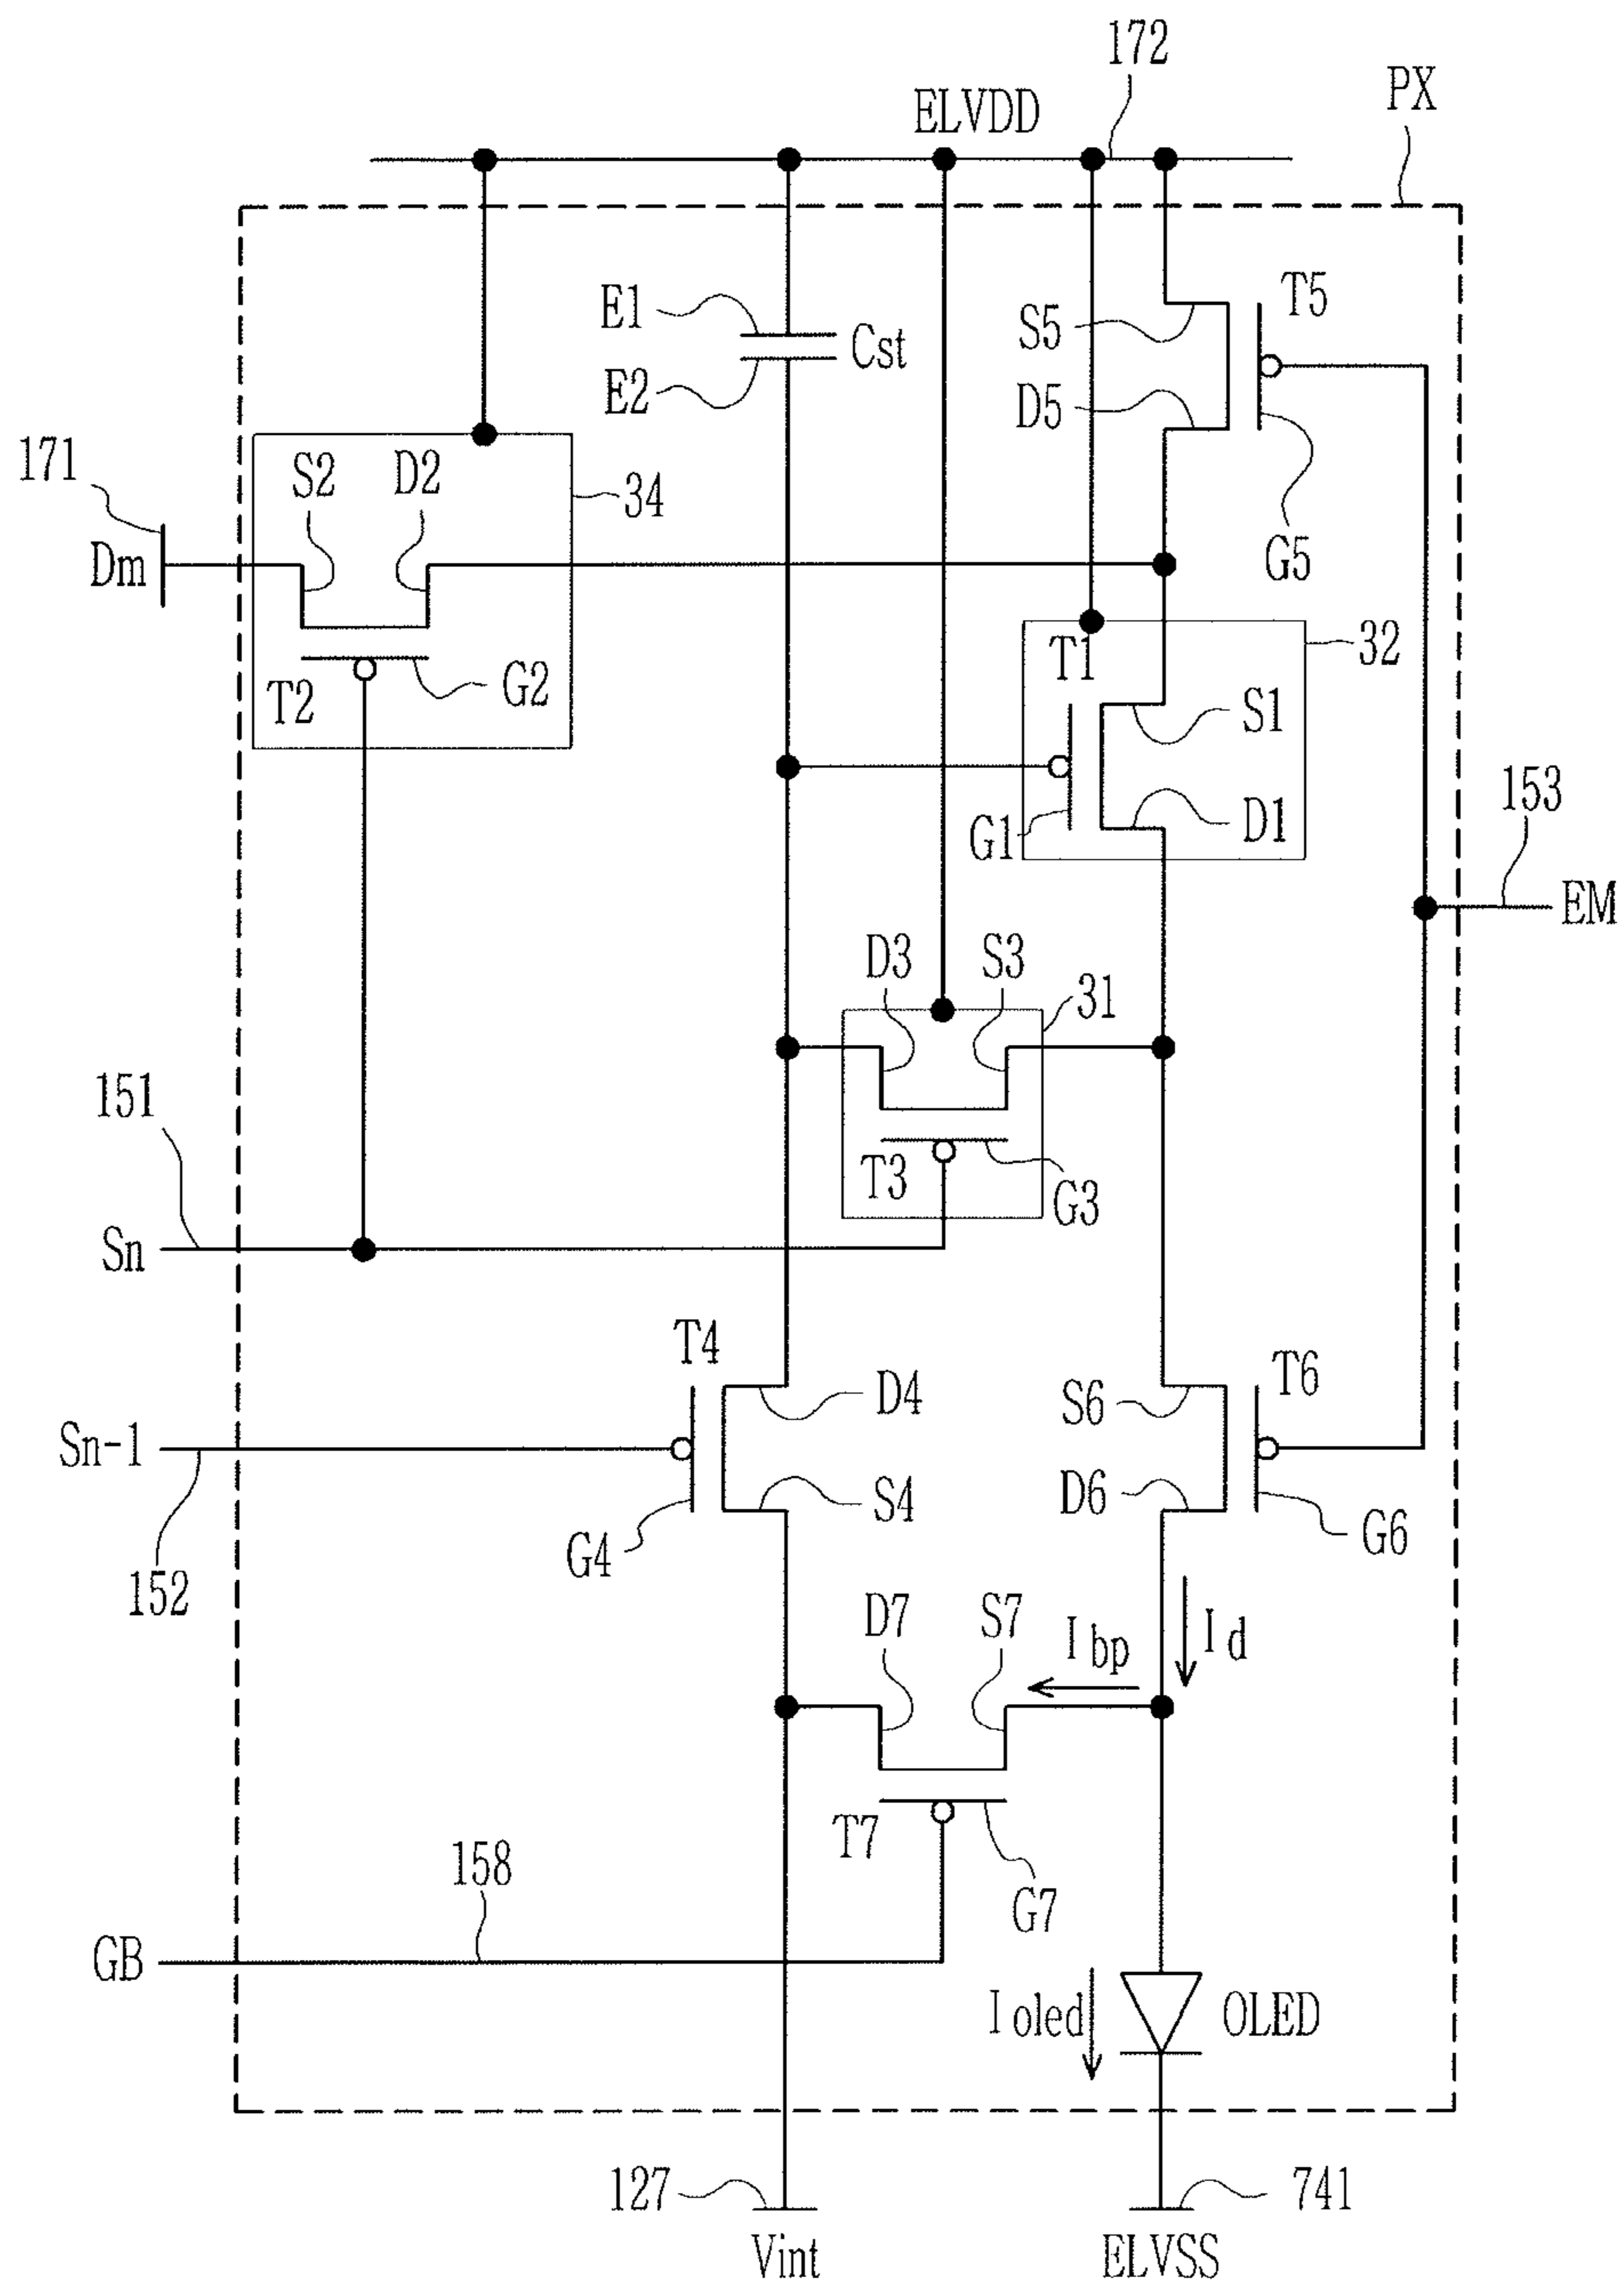 172
ELVDD
PX
E1
Cst
E2
S5
T5
D5
171
S2
D2
34
Dm
G5
T1
32
T2
G2
S1
G1
D1
153
EM
D3
S3
31
151
T3
G3
Sn
T4
D4
S6
T6
Sn-1
S4
D6
G4
G6
152
D7
S7
I bp
I d
T7
158
G7
GB
I oled
OLED
127
741
Vint
ELVSS